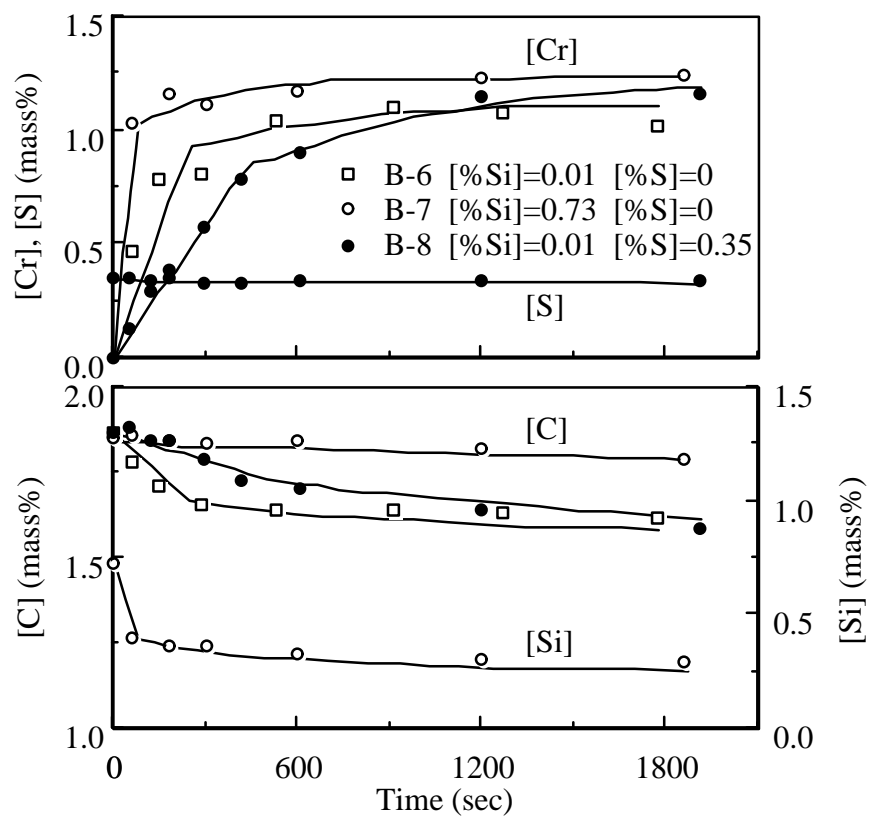 1.5
[Cr]
1.0
B-6 [%Si]=0.01 [%S]=0
B-7 [%Si]=0.73 [%S]=0
B-8 [%Si]=0.01 [%S]=0.35
0.5
[S]
0.0
[Cr], [S] (mass%)
2.0
1.5
[C]
1.0
1.5
0.5
[Si]
1.0
0.0
[C] (mass%)
[Si] (mass%)
0
600
1200
1800
Time (sec)